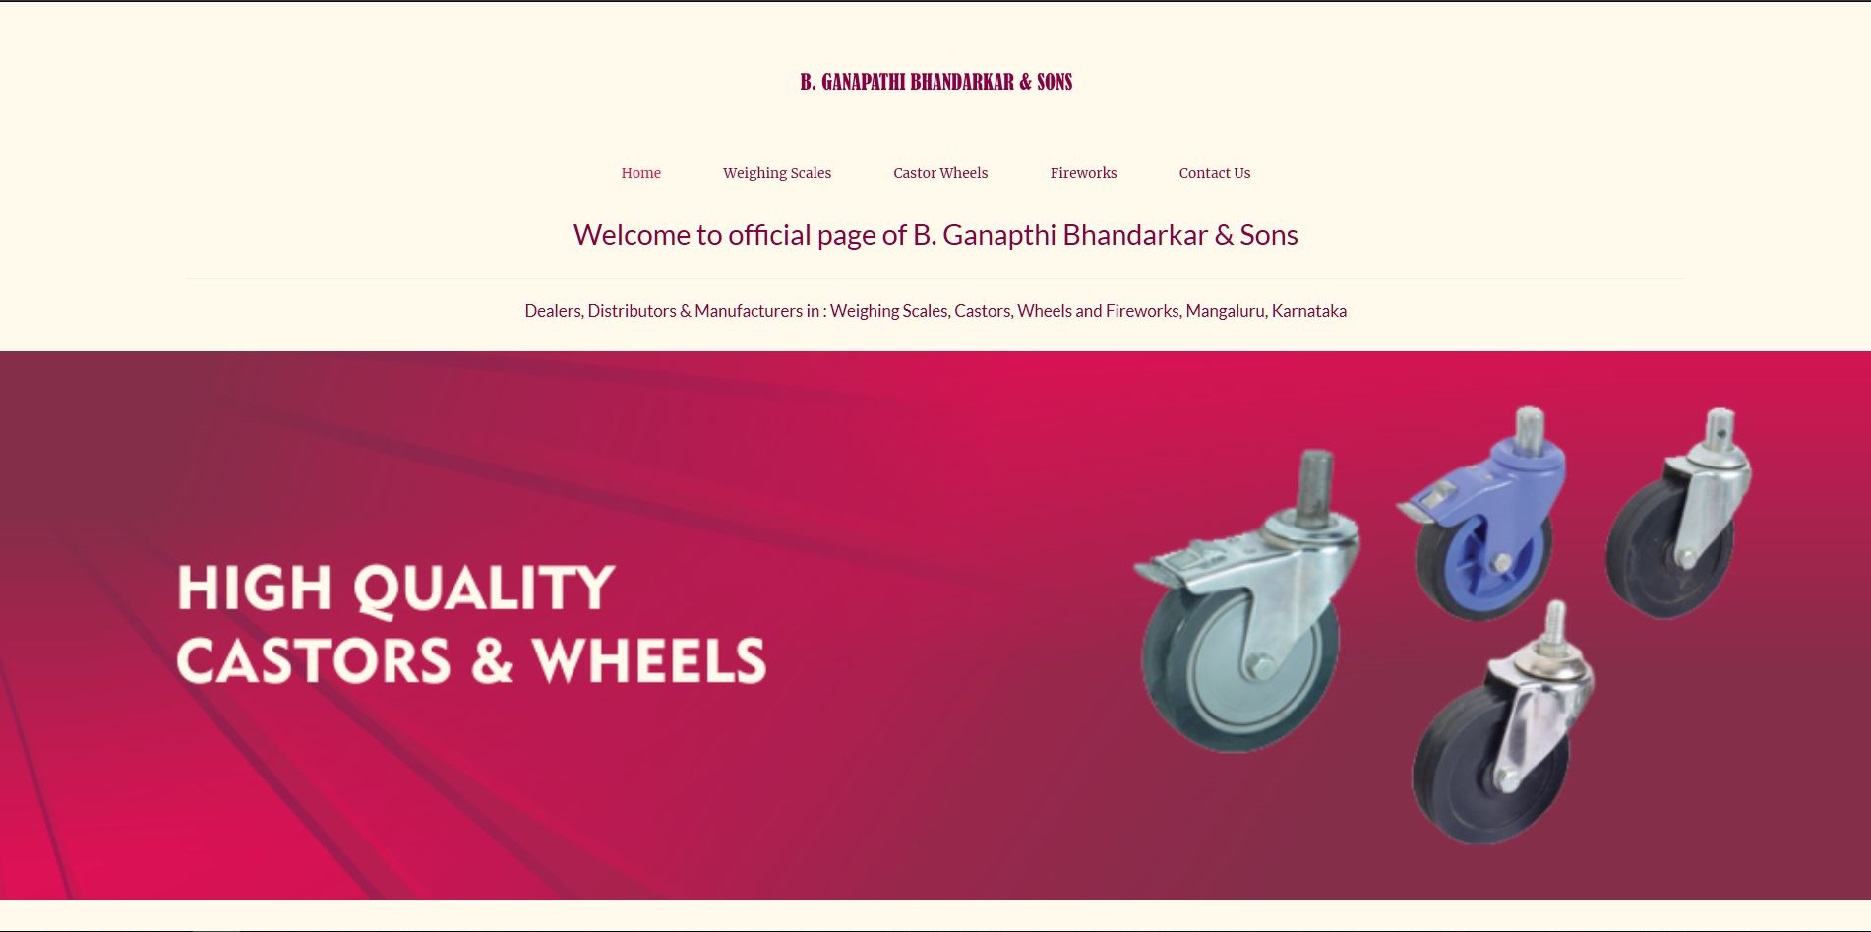 B. GANAPATHI BHANDARKAR & SONS
Home Weighing Scales Castor Wheels Fireworks Contact Us
Welcome to official page of B. Ganapthi Bhandarkar & Sons
Dealers, Distributors & Manufacturers in : Weighing Scales, Castors, Wheels and Fireworks, Mangaluru, Karnataka
HIGH QUALITY
CASTORS & WHEELS